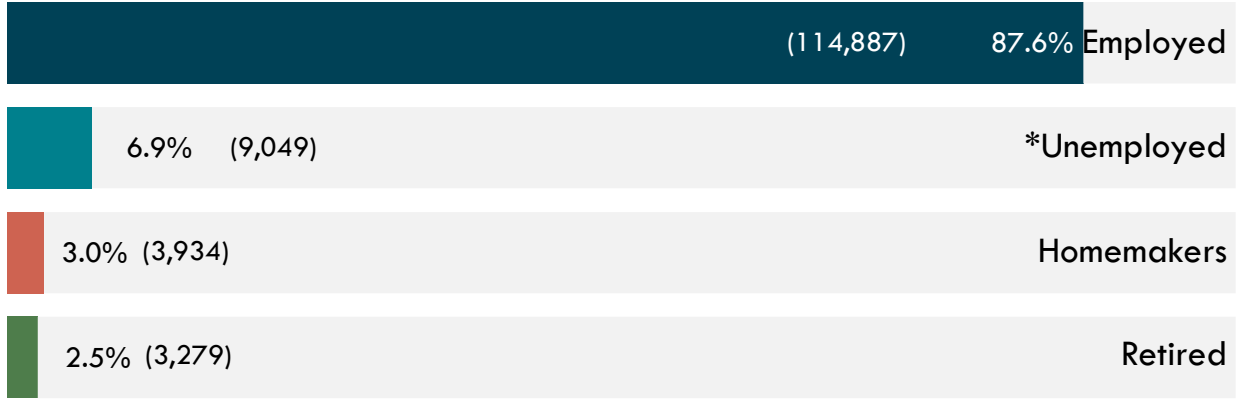 (114,887) 87.6% Employed
6.9% (9,049) *Unemployed
3.0% (3,934) Homemakers
2.5% (3,279) Retired